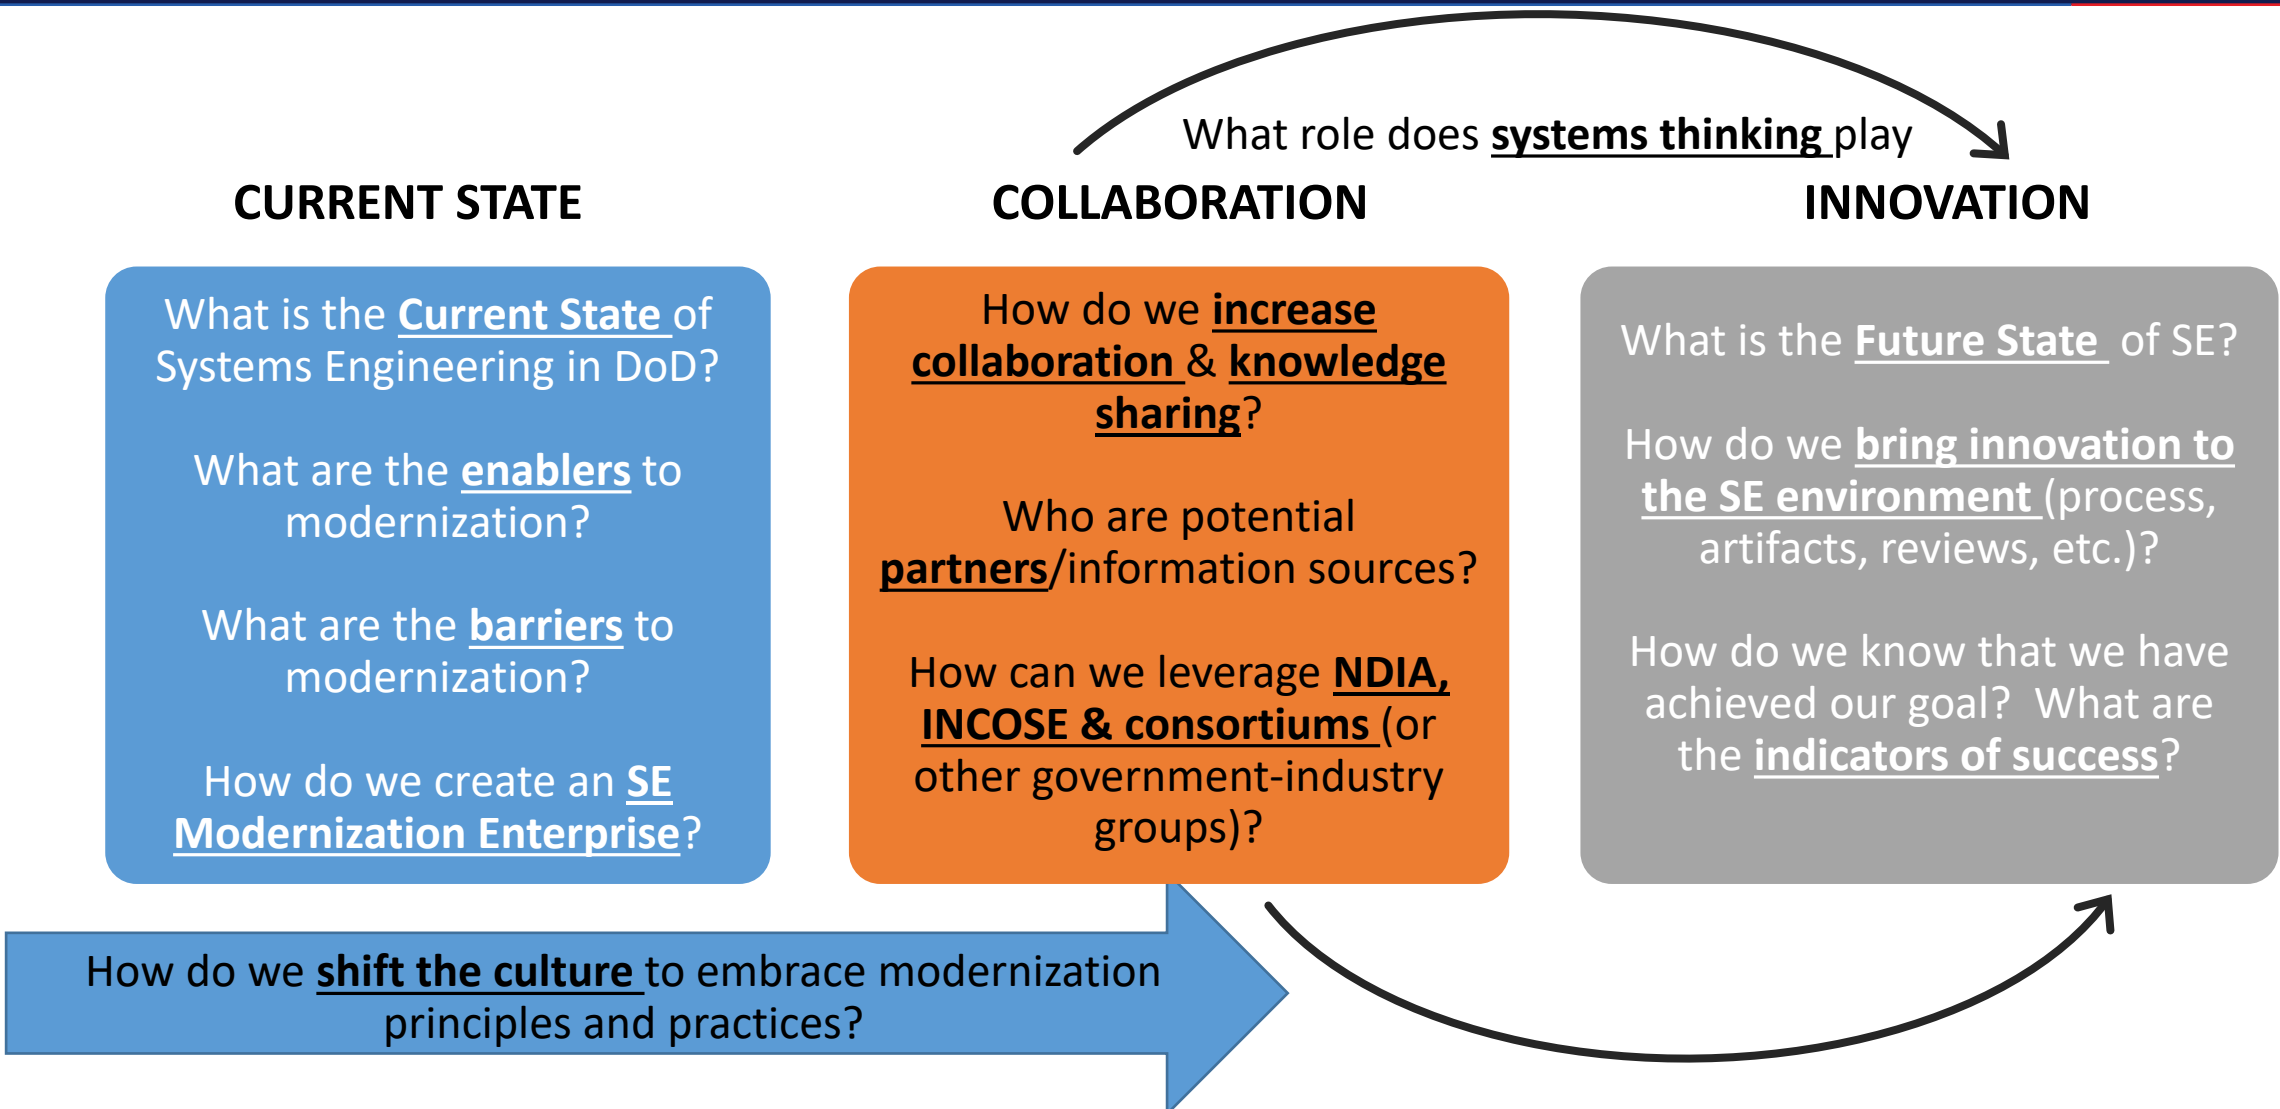 What role does systems thinking play
CURRENT STATE
What is the Current State of
Systems Engineering in DoD?
What are the enablers to
modernization?
What are the barriers to
modernization?
How do we create an SE
Modernization Enterprise?
COLLABORATION
How do we increase
collaboration & knowledge
sharing?
Who are potential
partners/information sources?
How can we leverage NDIA,
INCOSE & consortiums (or
other government-industry
groups)?
INNOVATION
What is the Future State of SE?
How do we bring innovation to
the SE environment (process,
artifacts, reviews, etc.)?
How do we know that we have
achieved our goal? What are
the indicators of success?
How do we shift the culture to embrace modernization
principles and practices?